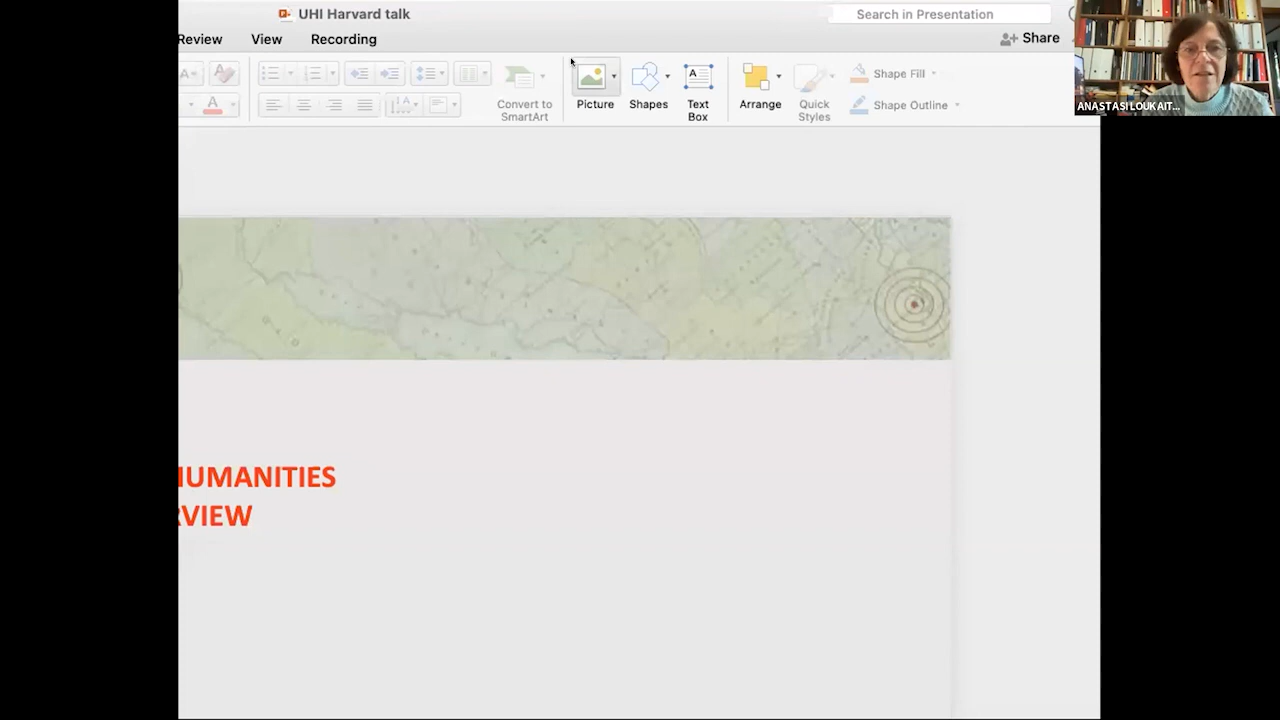 UHI Harvard talk
Search in Presentation
Review
View
Recording
Share
Convert to
SmartArt
Picture
Shapes
Text
Box
Arrange
Quick
Styles
Shape Fill
Shape Outline
ANASTASI LOUKAIT...
HUMANITIES
RVIEW